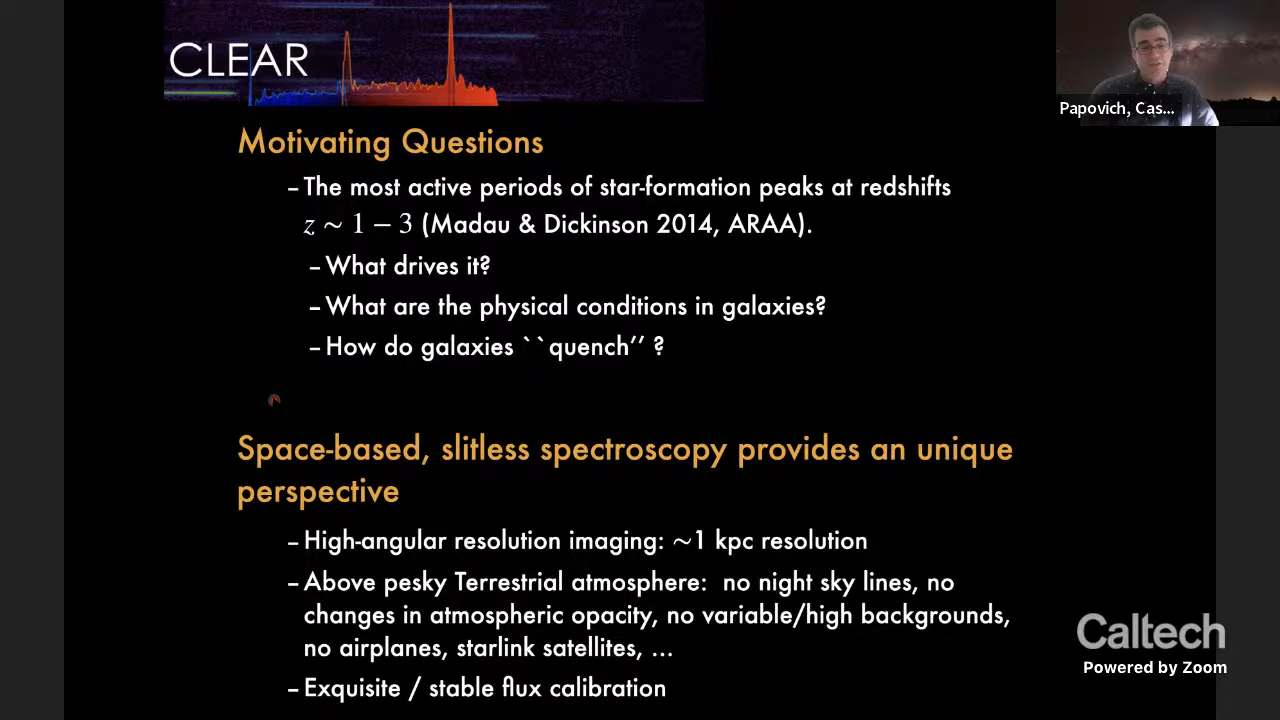 CLEAR
Papovich, Cas...
Motivating Questions
– The most active periods of star-formation peaks at redshifts
z ∼ 1 − 3 (Madau & Dickinson 2014, ARAA).
– What drives it?
– What are the physical conditions in galaxies?
– How do galaxies ``quench’’ ?
Space-based, slitless spectroscopy provides an unique
perspective
– High-angular resolution imaging: ∼1 kpc resolution
– Above pesky Terrestrial atmosphere: no night sky lines, no
changes in atmospheric opacity, no variable/high backgrounds,
no airplanes, starlink satellites, ...
– Exquisite / stable flux calibration
Caltech
Powered by Zoom